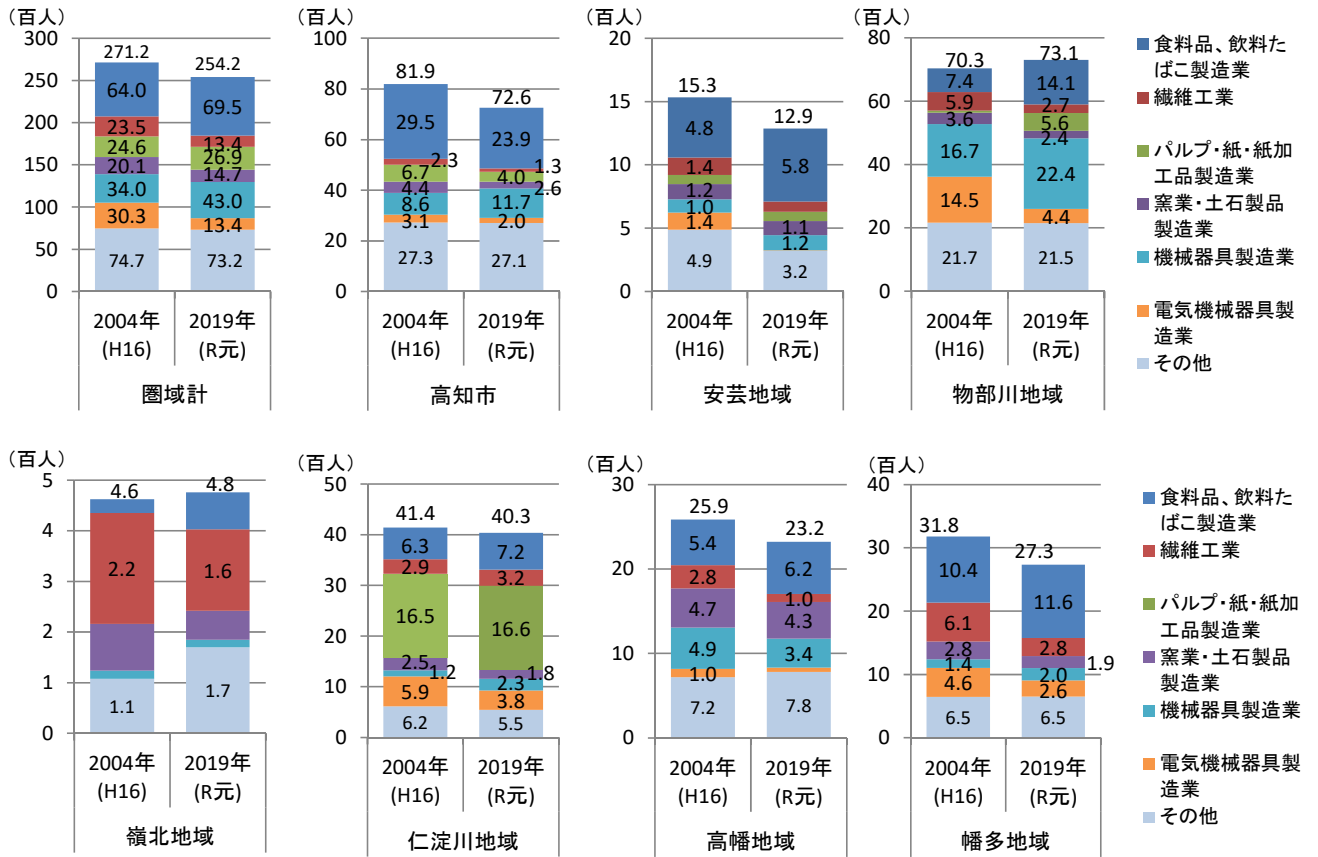 （百人）
300
250
200
150
100
50
0
271.2
64.0
23.5
24.6
20.1
34.0
30.3
74.7
254.2
69.5
13.4
26.9
14.7
43.0
13.4
73.2
2004年
(H16)
2019年
(R元)
圏域計
（百人）
100
80
60
40
20
0
81.9
29.5
2.3
6.7
4.4
8.6
3.1
27.3
72.6
23.9
1.3
4.0
2.6
11.7
2.0
27.1
2004年
(H16)
2019年
(R元)
高知市
（百人）
20
15
10
5
0
15.3
4.8
1.4
1.2
1.0
1.4
4.9
12.9
5.8
1.1
1.2
3.2
2004年
(H16)
2019年
(R元)
安芸地域
（百人）
80
60
40
20
0
70.3
7.4
5.9
3.6
16.7
14.5
21.7
73.1
14.1
2.7
5.6
2.4
22.4
4.4
21.5
2004年
(H16)
2019年
(R元)
物部川地域
食料品、飲料た
ばこ製造業
繊維工業
パルプ・紙・紙加
工品製造業
窯業・土石製品
製造業
機械器具製造業
電気機械器具製
造業
その他
（百人）
5
4
3
2
1
0
4.6
2.2
1.1
4.8
1.6
1.7
2004年
(H16)
2019年
(R元)
嶺北地域
（百人）
50
40
30
20
10
0
41.4
6.3
2.9
16.5
2.5
1.2
5.9
6.2
40.3
7.2
3.2
16.6
1.8
2.3
3.8
5.5
2004年
(H16)
2019年
(R元)
仁淀川地域
（百人）
30
20
10
0
25.9
5.4
2.8
4.7
4.9
1.0
7.2
23.2
6.2
1.0
4.3
3.4
7.8
2004年
(H16)
2019年
(R元)
高幡地域
（百人）
40
30
20
10
0
31.8
10.4
6.1
2.8
1.4
4.6
6.5
27.3
11.6
2.8
1.9
2.0
2.6
6.5
2004年
(H16)
2019年
(R元)
幡多地域
食料品、飲料た
ばこ製造業
繊維工業
パルプ・紙・紙加
工品製造業
窯業・土石製品
製造業
機械器具製造業
電気機械器具製
造業
その他